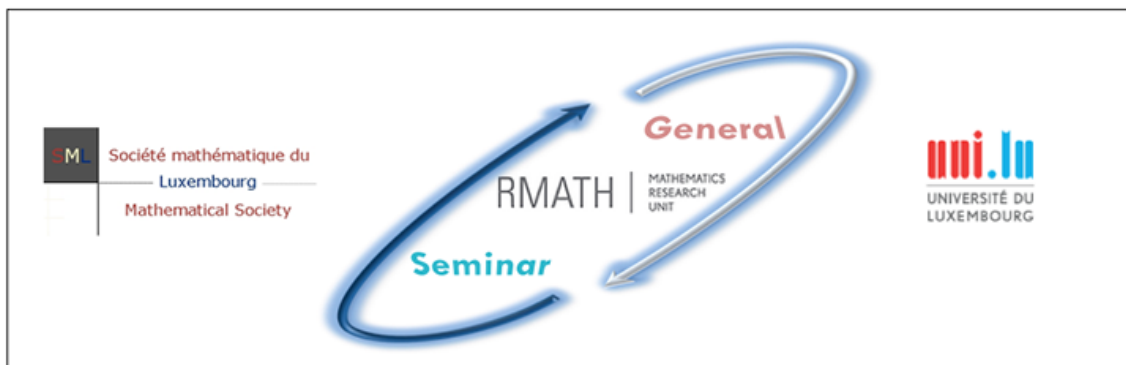 SML
Société mathématique du
Luxembourg
Mathematical Society
General
RMATH
MATHEMATICS
RESEARCH
UNIT
Seminar
uni.lu
UNIVERSITÉ DU
LUXEMBOURG